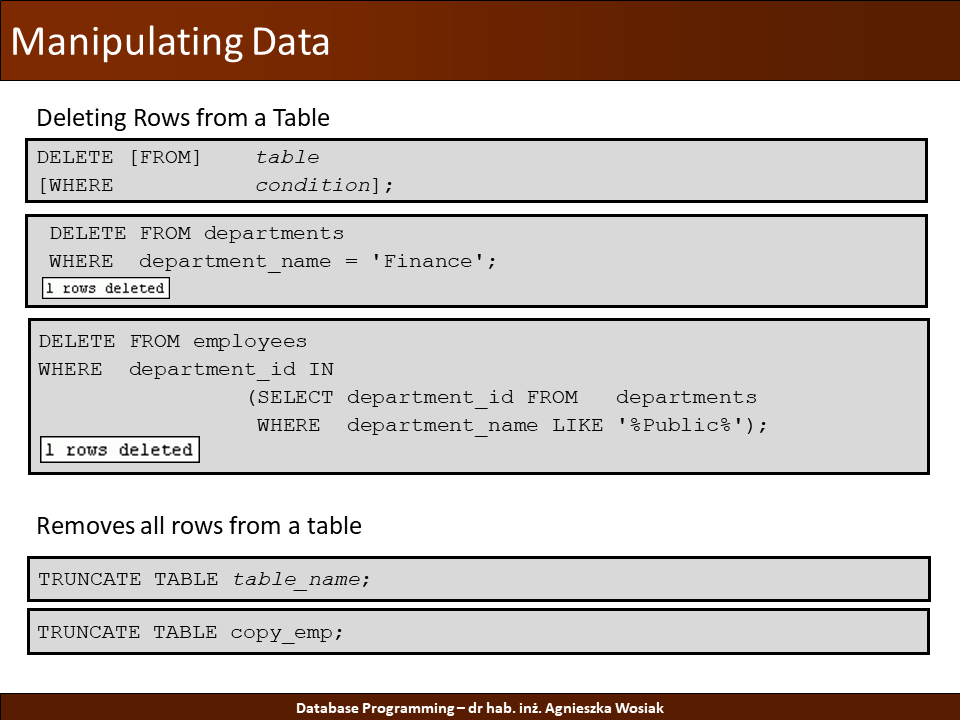 Manipulating Data
Deleting Rows from a Table
DELETE [FROM] table
[WHERE condition];
DELETE FROM departments
WHERE department_name = 'Finance';
1 rows deleted
DELETE FROM employees
WHERE department_id IN
(SELECT department_id FROM departments
WHERE department_name LIKE '%Public%');
1 rows deleted
Removes all rows from a table
TRUNCATE TABLE table_name;
TRUNCATE TABLE copy_emp;
Database Programming – dr hab. inż. Agnieszka Wosiak